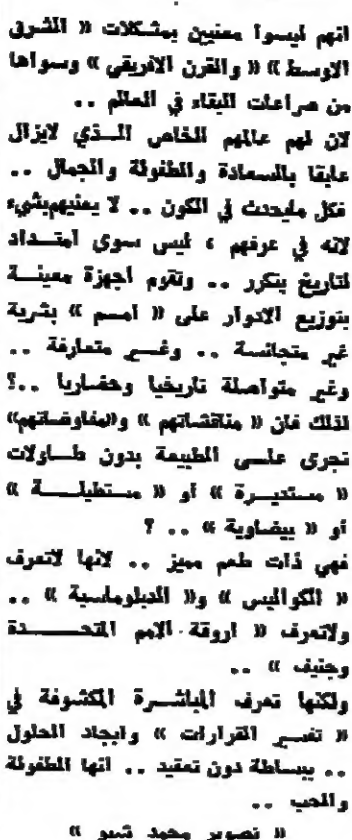 انهم ليسوا معنيين بمشكلات « الشرق
الاوسط » « والقرن الافريقي » وسواها
من صراعات البقاء في العالم ..
لان لهم عالمهم الخاص الـذي لايزال
عابقا بالسعادة والطفولة والجمال ..
فكل مايحدث في الكون .. لا يعنيهم بشيء
لانه في عرفهم ، ليس سوى امتـداد
لتاريخ يتكرر .. وتقوم اجهزة معينـة
بتوزيع الادوار على « امـم » بشرية
غير متجانسة .. وغـير متعارفة ..
وغير متواصلة تاريخيا وحضاريا ..؟
لذلك فان « مناقشاتهم » و«مفاوضاتهم»
تجرى علـى الطبيعة بدون طـاولات
« مستديـرة » أو « مستطيلـة »
أو « بيضاوية » .. ؟
فهي ذات طعم مميز .. لانها لاتعرف
« الكواليس » و« الدبلوماسية » ..
ولاتعرف « اروقة الامم المتحـدة
وجنيف » ..
ولكنها تعرف المباشـرة المكشوفة في
« تفسير القرارات » وايجاد الحلول
.. ببساطة دون تعقيد .. انها الطفولة
والحب ..
« تصوير محمد شبو »